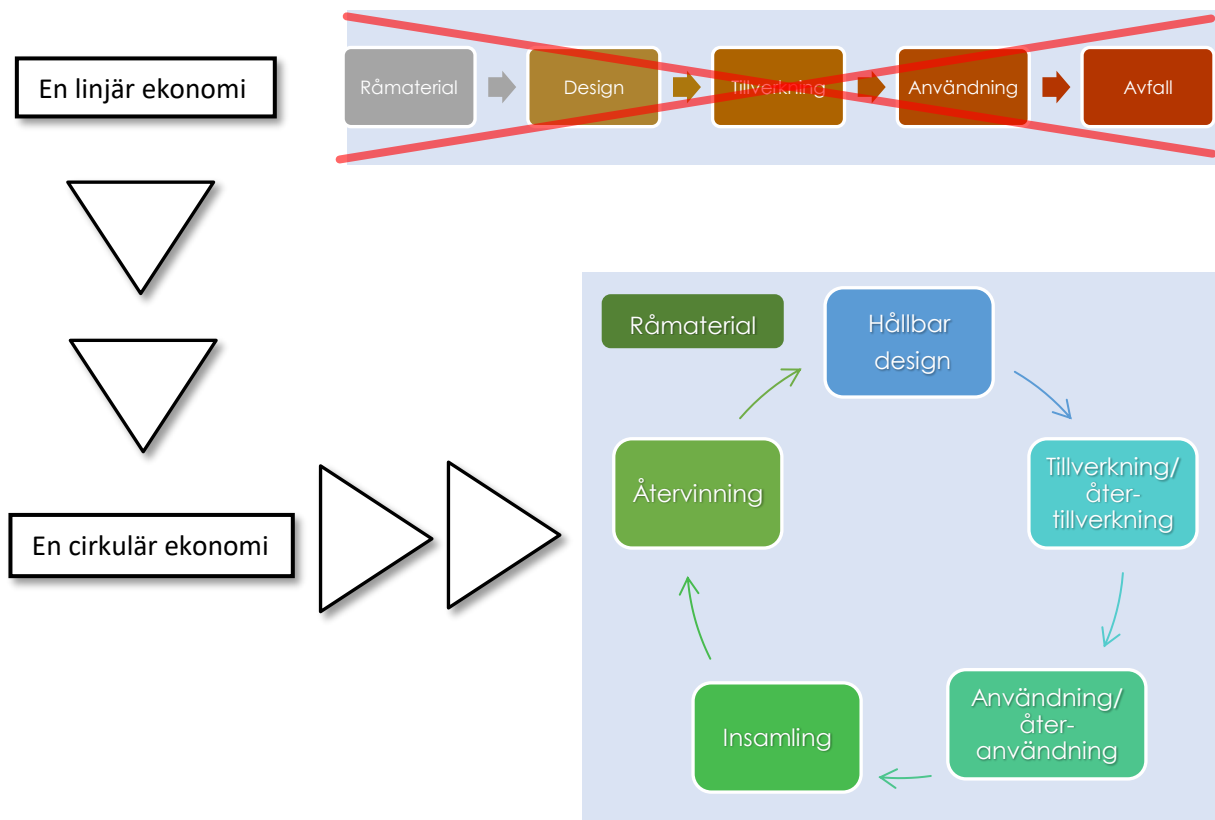 En linjär ekonomi
Råmaterial
Design
Tillverkning
Användning
Avfall
En cirkulär ekonomi
Råmaterial
Hållbar
design
Tillverkning/
åter-
tillverkning
Användning/
åter-
användning
Insamling
Återvinning